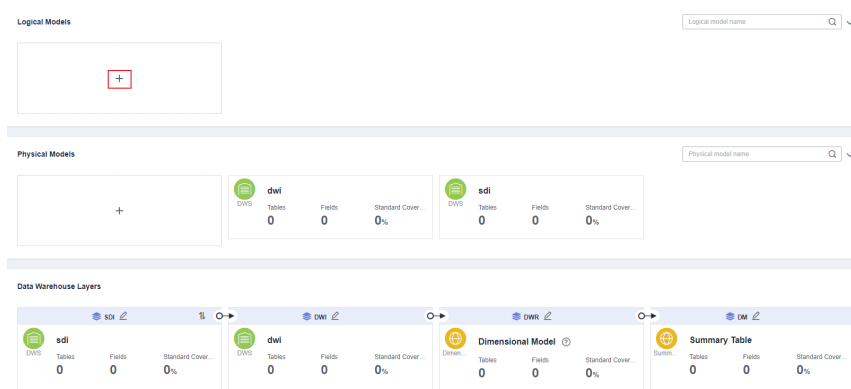 Logical Models
Logical model name
+
Physical Models
Physical model name
+
DWS
dwi
Tables Fields Standard Cover...
0 0 0%
DWS
sdi
Tables Fields Standard Cover...
0 0 0%
Data Warehouse Layers
SDI
DWI
DWR
DM
DWS
sdi
Tables Fields Standard Cover...
0 0 0%
DWS
dwi
Tables Fields Standard Cover...
0 0 0%
Dimen...
Dimensional Model
Tables Fields Standard Cover...
0 0 0%
Summ...
Summary Table
Tables Fields Standard Cover...
0 0 0%